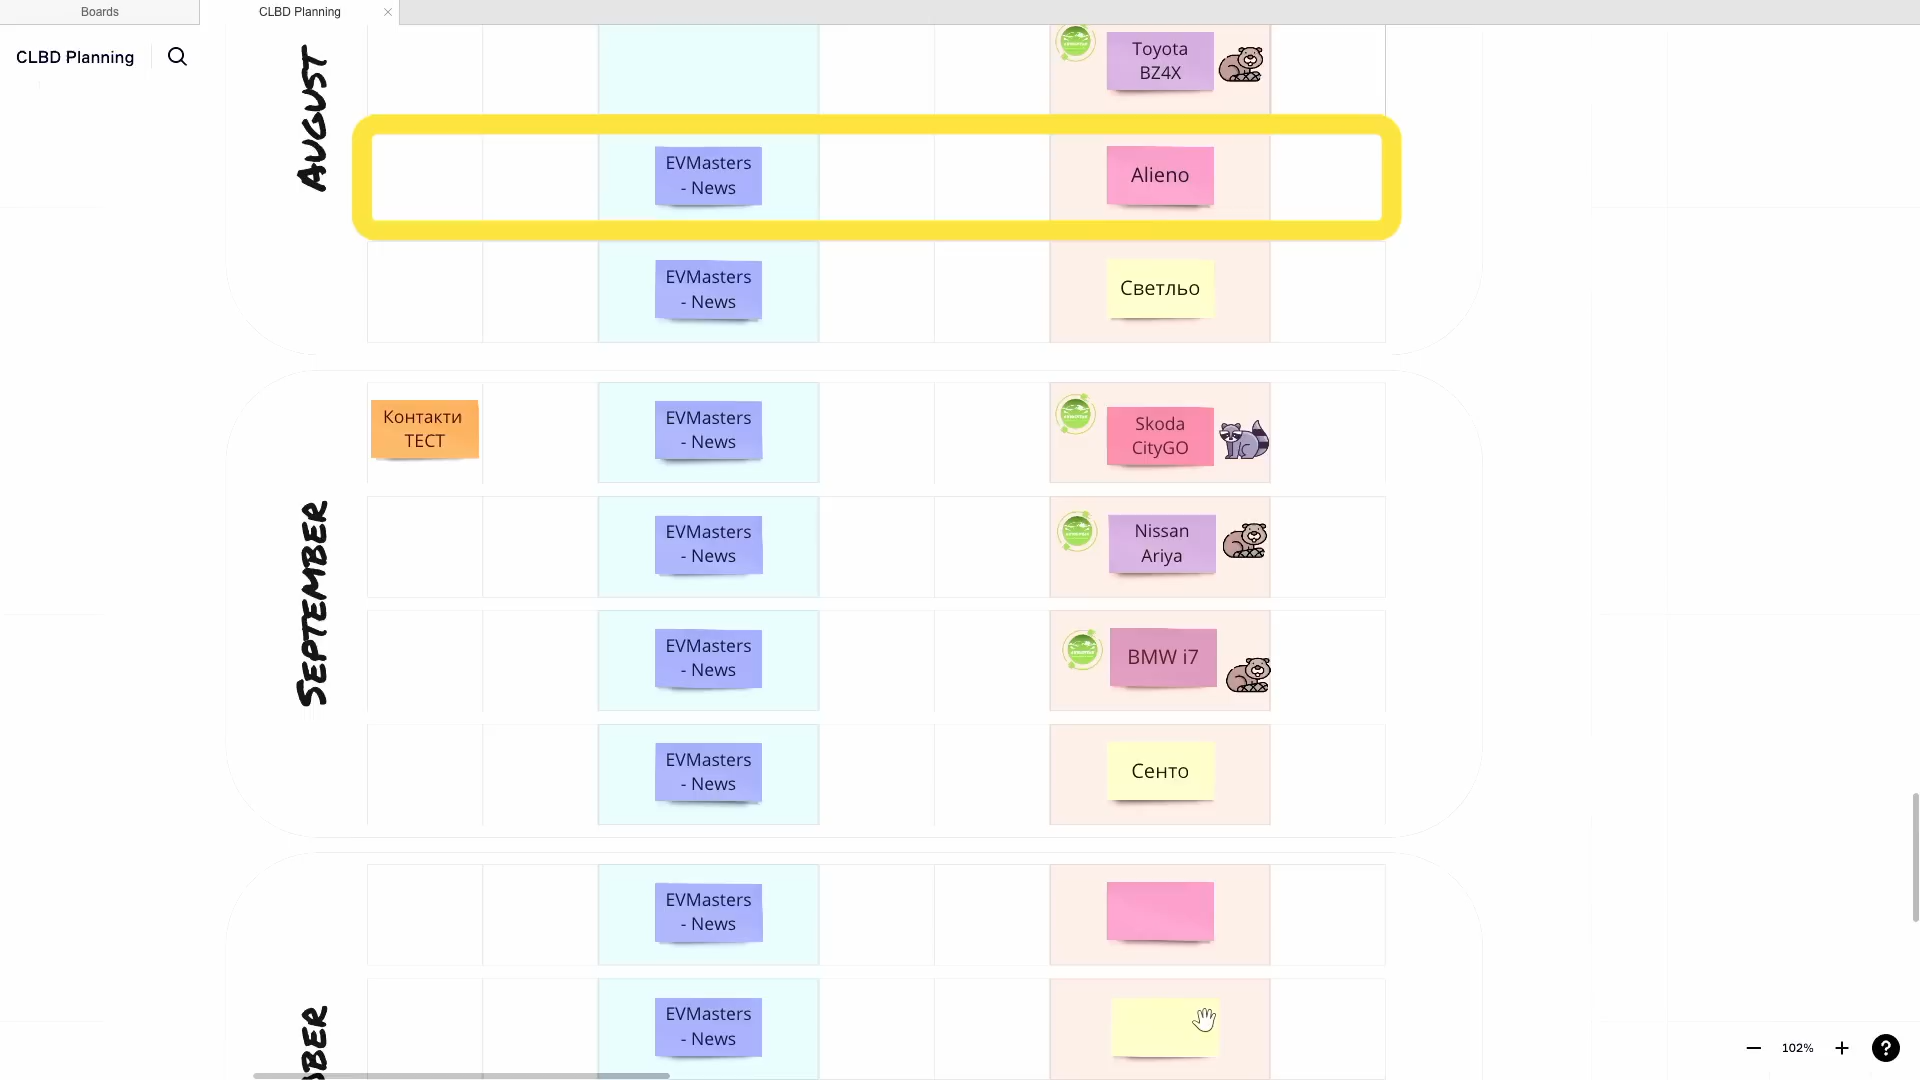 Boards
CLBD Planning
CLBD Planning
AUGUST
Toyota
BZ4X
EVMasters
- News
Alieno
EVMasters
- News
Светльо
SEPTEMBER
Контакти
ТЕСТ
EVMasters
- News
Skoda
CityGO
EVMasters
- News
Nissan
Ariya
EVMasters
- News
BMW i7
EVMasters
- News
Сенто
BER
EVMasters
- News
EVMasters
- News
102%
?